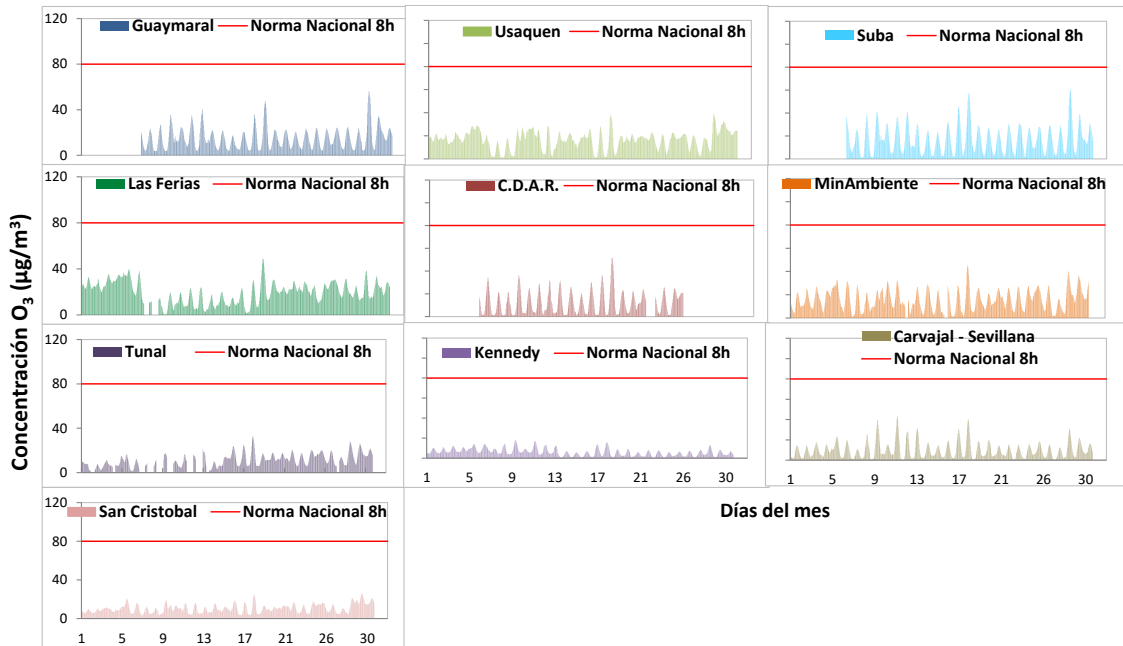 Concentración O₃ (µg/m³)
120
80
40
0
Guaymaral
Norma Nacional 8h
Usaquen
Norma Nacional 8h
Suba
Norma Nacional 8h
120
80
40
0
Las Ferias
Norma Nacional 8h
C.D.A.R.
Norma Nacional 8h
MinAmbiente
Norma Nacional 8h
120
80
40
0
Tunal
Norma Nacional 8h
Kennedy
Norma Nacional 8h
1 5 9 13 17 21 26 30
Carvajal - Sevillana
Norma Nacional 8h
1 5 9 13 17 21 26 30
120
80
40
0
San Cristobal
Norma Nacional 8h
1 5 9 13 17 21 26 30
Días del mes